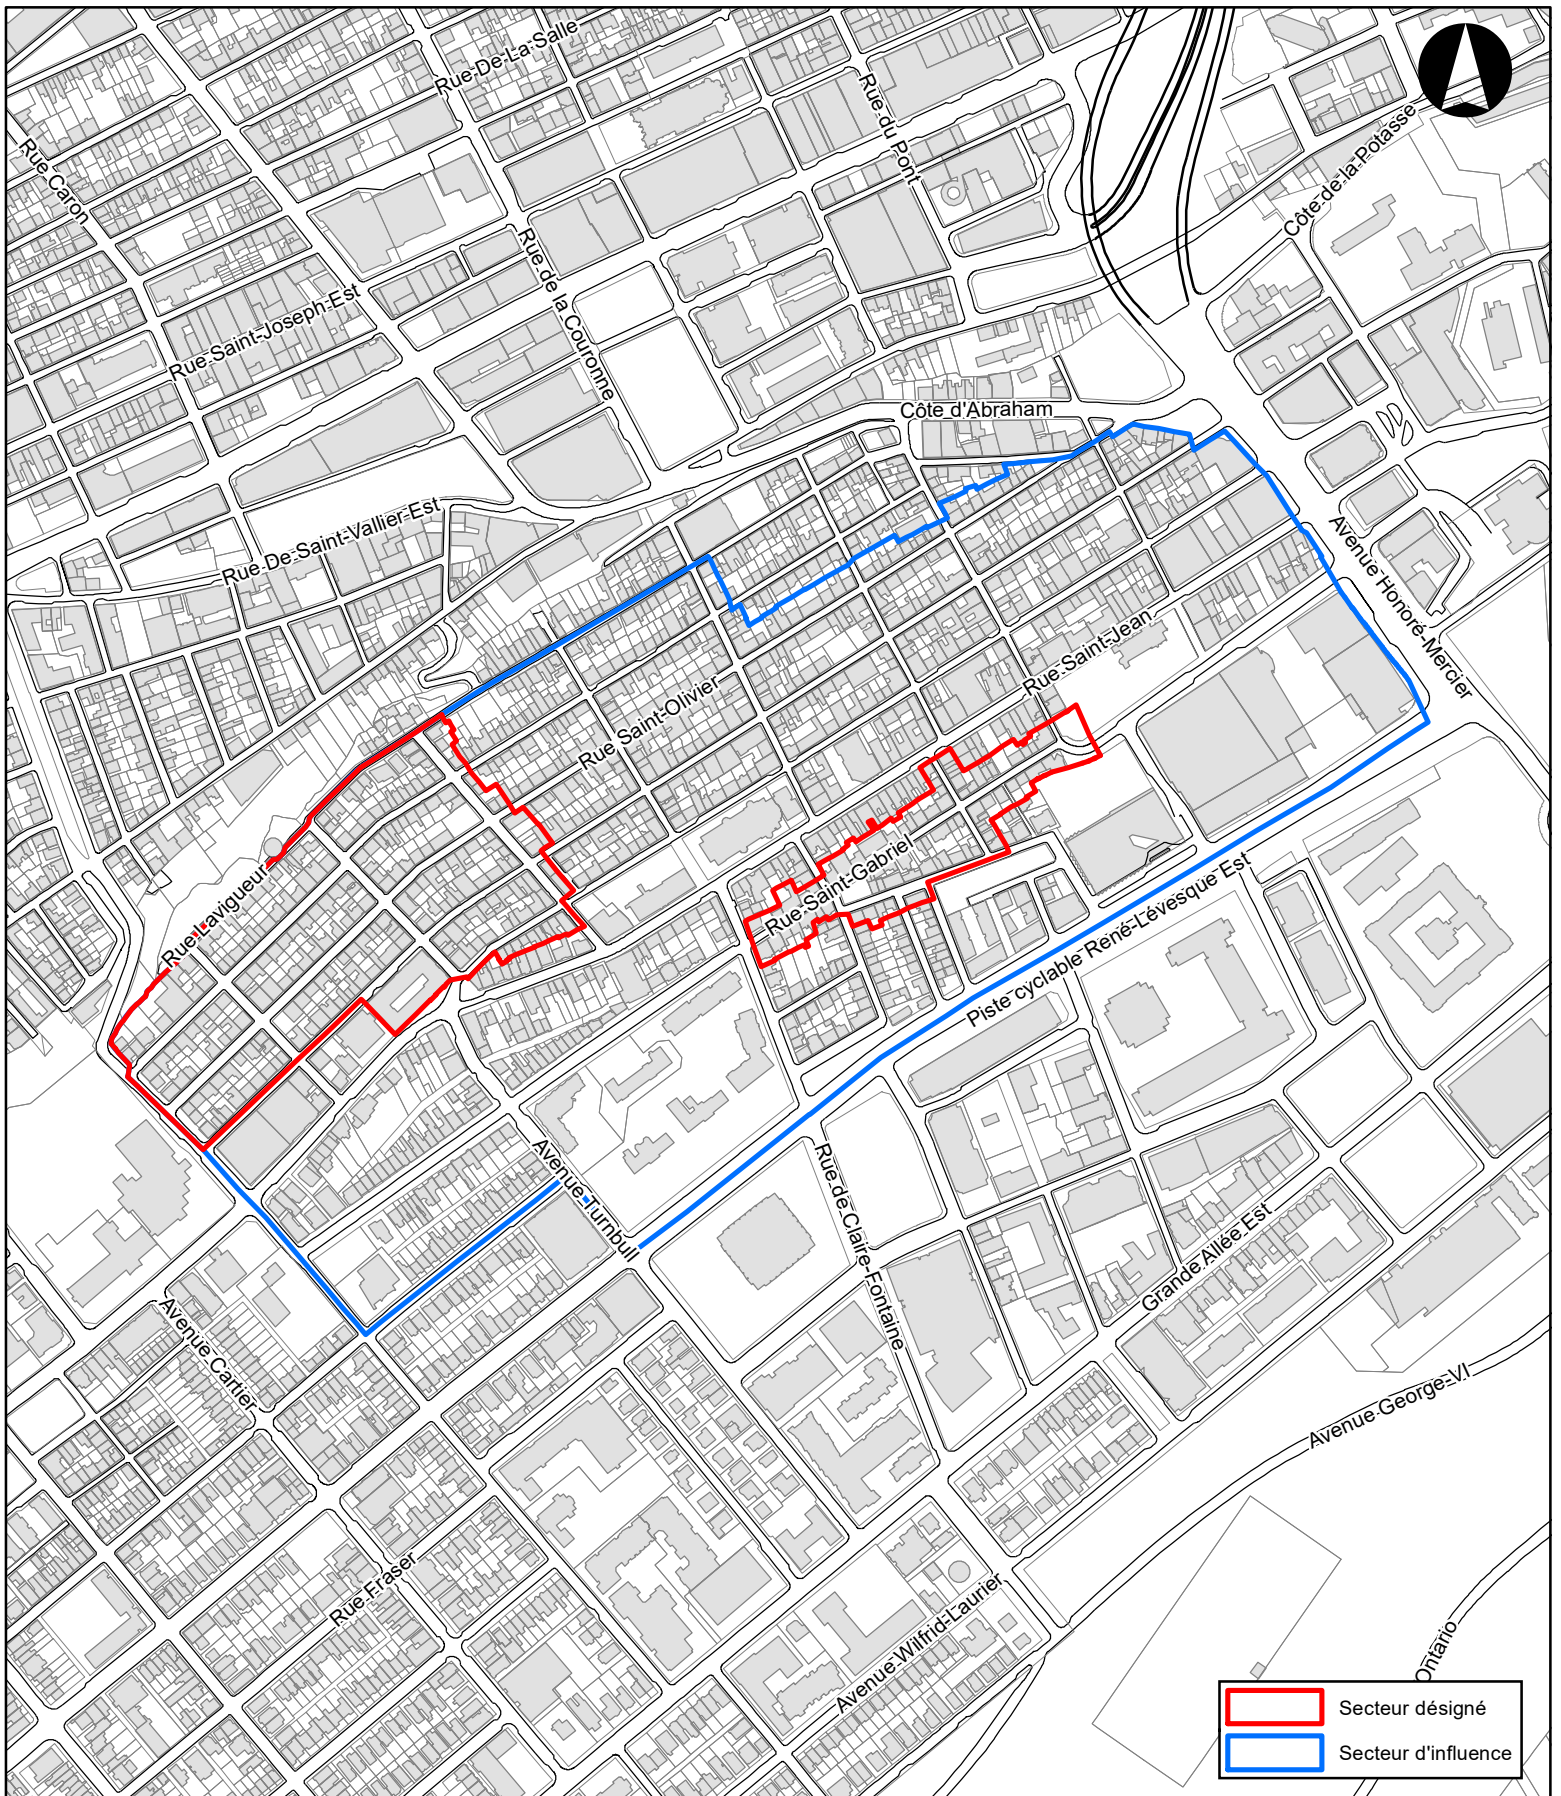 Rue De La Salle
Rue du Pont
Rue Caron
Côte de la Potasse
Rue de la Couronne
Rue Saint-Joseph Est
Côte d'Abraham
Rue De Saint-Vallier Est
Avenue Honoré-Mercier
Rue Saint-Jean
Rue Saint-Olivier
Rue Saint-Gabriel
Rue Lavigueur
Piste cyclable René-Lévesque Est
Avenue Turnbull
Rue de Claire-Fontaine
Grande Allée Est
Avenue Cartier
Avenue George-VI
Rue Fraser
Avenue Wilfrid-Laurier
Ontario
Secteur désigné
Secteur d'influence